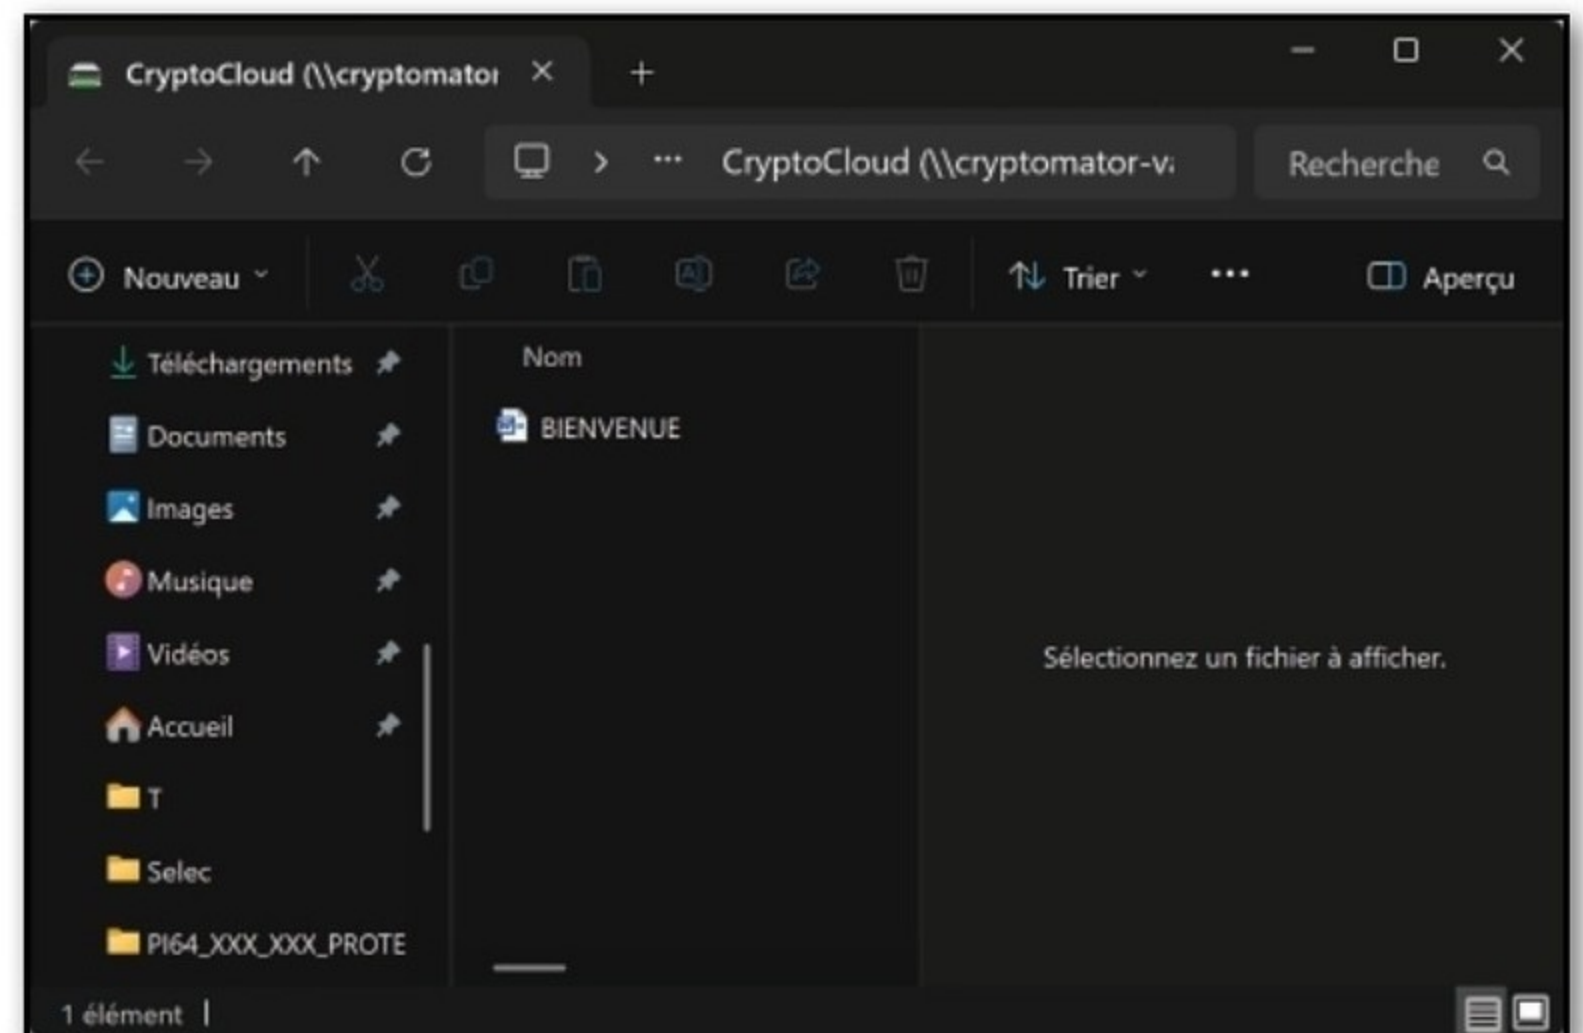 CryptoCloud (\\cryptomator
CryptoCloud (\\cryptomator-v
Recherche
Nouveau
Trier
Aperçu
Téléchargements
Documents
Images
Musique
Vidéos
Accueil
T
Selec
PI64_XXX_XXX_PROTE
Nom
BIENVENUE
Sélectionnez un fichier à afficher.
1 élément